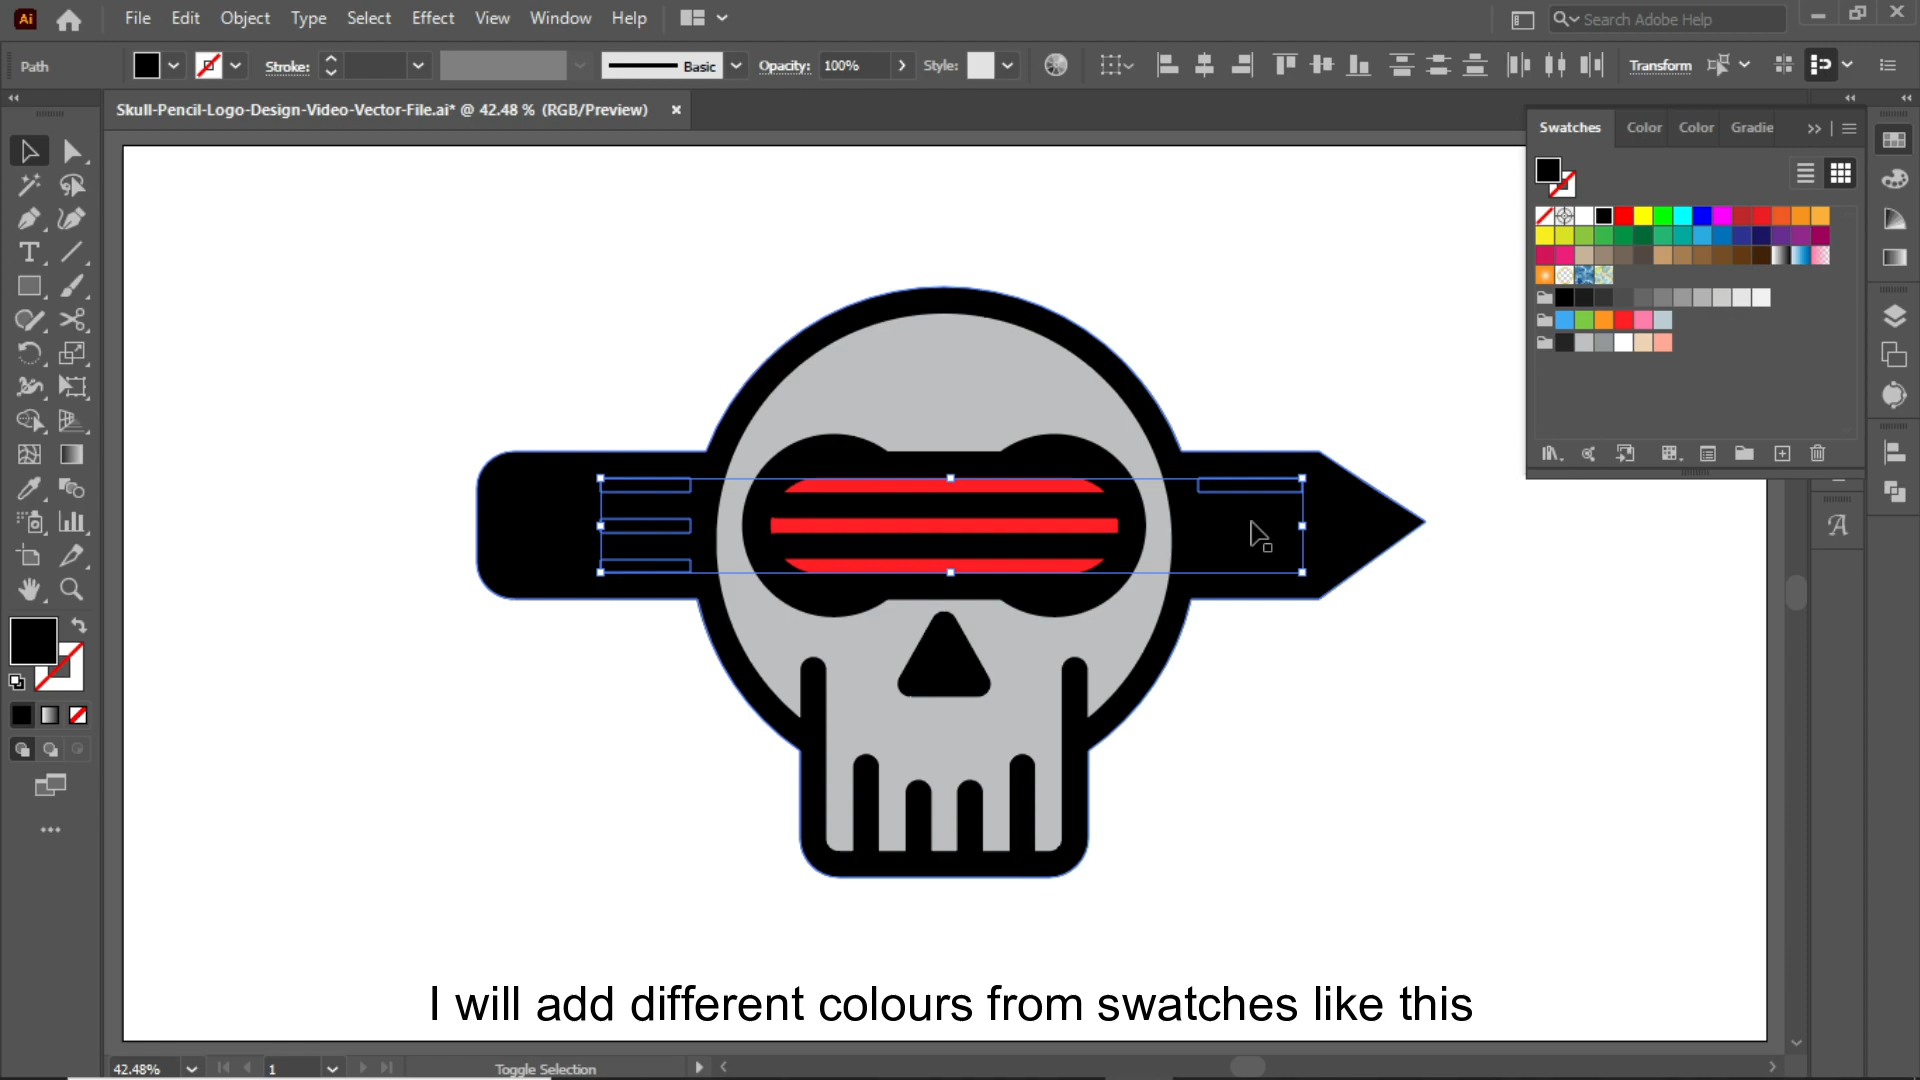 Ai File Edit Object Type Select Effect View Window Help Search Adobe Help
Path Stroke: Basic Opacity: 100% Style: Transform
Skull-Pencil-Logo-Design-Video-Vector-File.ai* @ 42.48 % (RGB/Preview)
Swatches Color Color Gradie
I will add different colours from swatches like this
42.48% 1 Toggle Selection